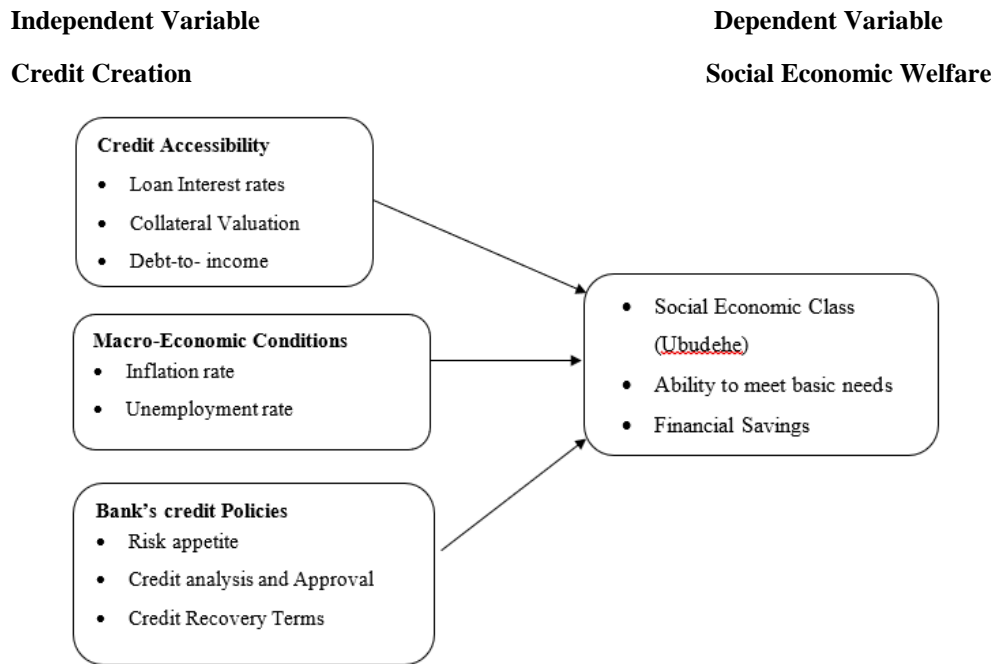 Independent Variable
Dependent Variable
Credit Creation
Social Economic Welfare
Credit Accessibility
• Loan Interest rates
• Collateral Valuation
• Debt-to- income
Macro-Economic Conditions
• Inflation rate
• Unemployment rate
Bank's credit Policies
• Risk appetite
• Credit analysis and Approval
• Credit Recovery Terms
• Social Economic Class
(Ubudehe)
• Ability to meet basic needs
• Financial Savings